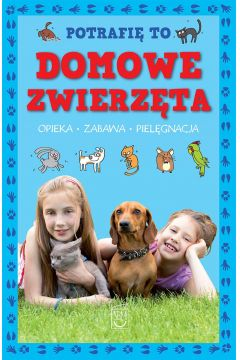 POTRAFIĘ TO
DOMOWE
ZWIERZĘTA
OPIEKA • ZABAWA • PIELĘGNACJA